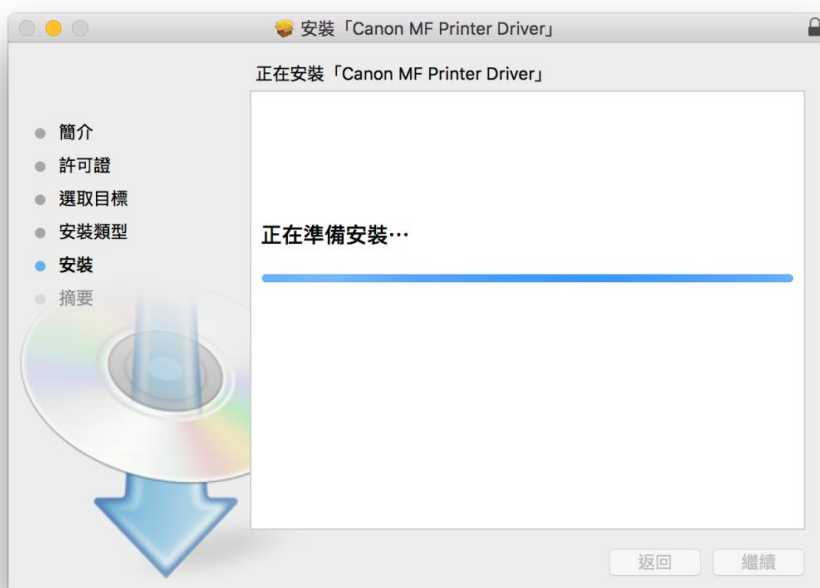 安裝「Canon MF Printer Driver」
正在安裝「Canon MF Printer Driver」
簡介
許可證
選取目標
安裝類型
安裝
摘要
正在準備安裝⋯
返回
繼續